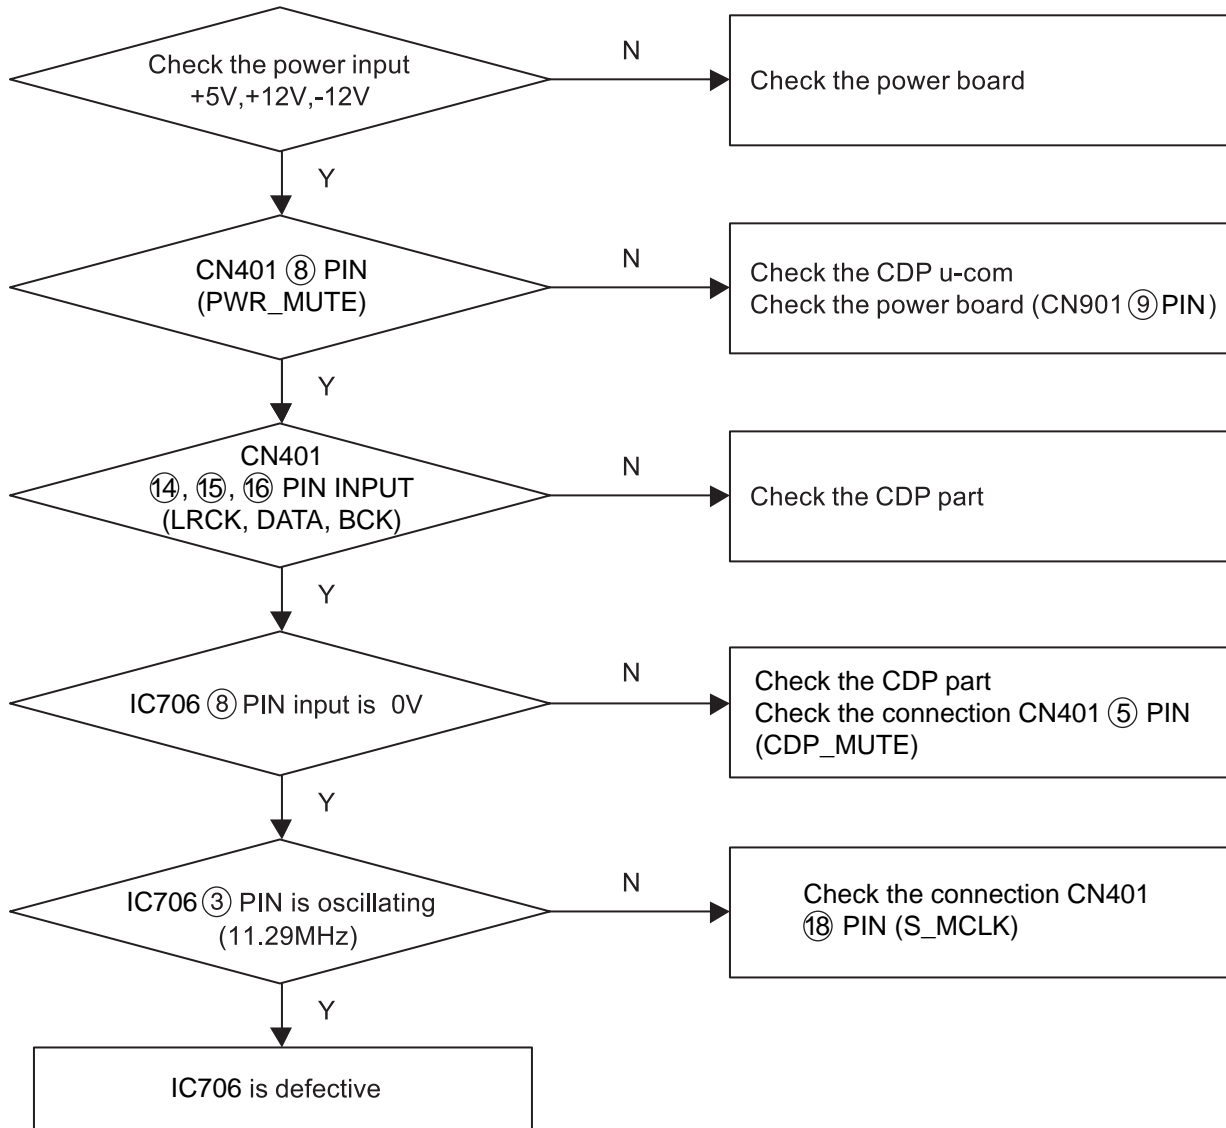 Check the power input
+5V,+12V,-12V
N
Check the power board
Y
CN401 ⑧ PIN
(PWR_MUTE)
N
Check the CDP u-com
Check the power board (CN901 ⑨ PIN)
Y
CN401
⑭, ⑮, ⑯ PIN INPUT
(LRCK, DATA, BCK)
N
Check the CDP part
Y
IC706 ⑧ PIN input is 0V
N
Check the CDP part
Check the connection CN401 ⑤ PIN
(CDP_MUTE)
Y
IC706 ③ PIN is oscillating
(11.29MHz)
N
Check the connection CN401
⑱ PIN (S_MCLK)
Y
IC706 is defective